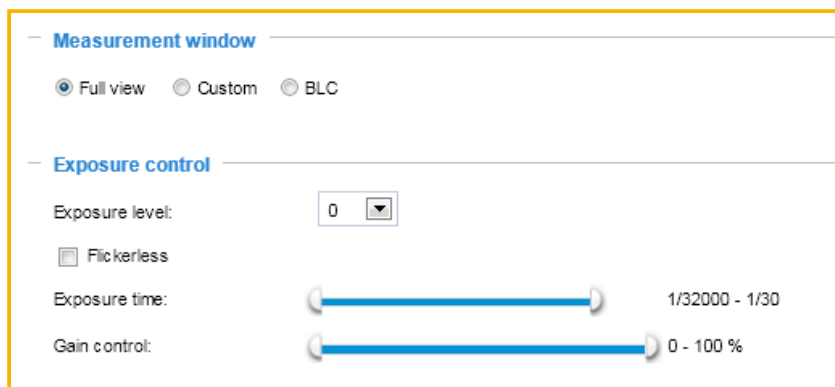 Measurement window
Full view Custom BLC
Exposure control
Exposure level: 0
Flickerless
Exposure time: 1/32000 - 1/30
Gain control: 0 - 100 %